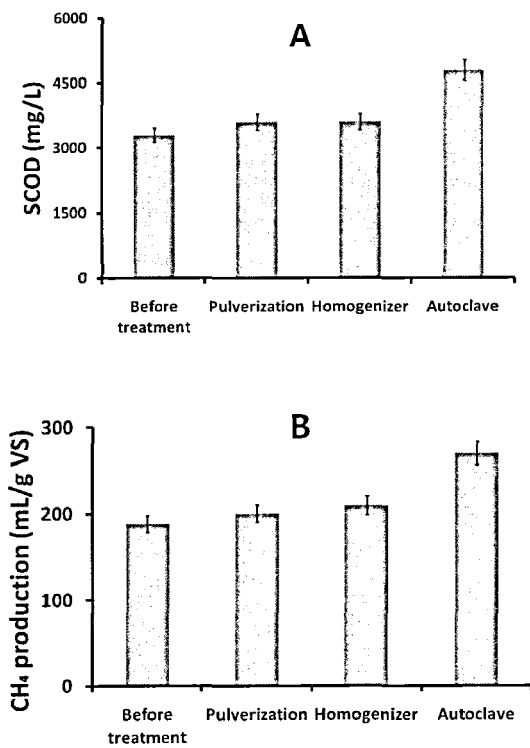 A
6000
4500
3000
1500
0
SCOD (mg/L)
Before treatment
Pulverization
Homogenizer
Autoclave
B
300
200
100
0
CH₄ production (mL/g VS)
Before treatment
Pulverization
Homogenizer
Autoclave